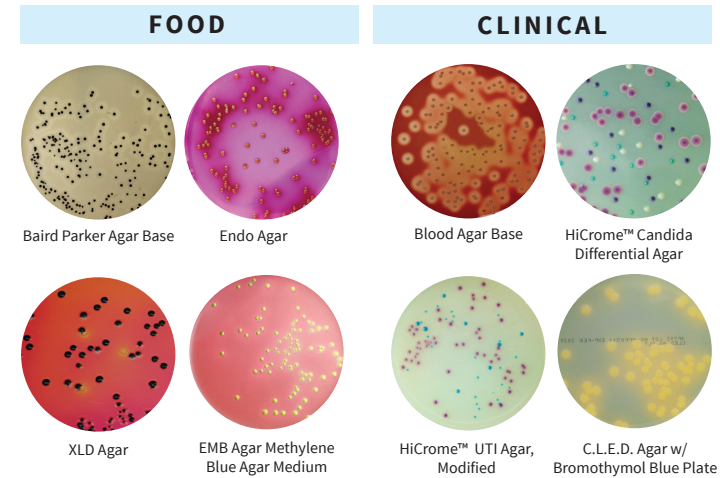 FOOD
CLINICAL
Baird Parker Agar Base
Endo Agar
Blood Agar Base
HiCrome™ Candida
Differential Agar
XLD Agar
EMB Agar Methylene
Blue Agar Medium
HiCrome™ UTI Agar,
Modified
C.L.E.D. Agar w/
Bromothymol Blue Plate